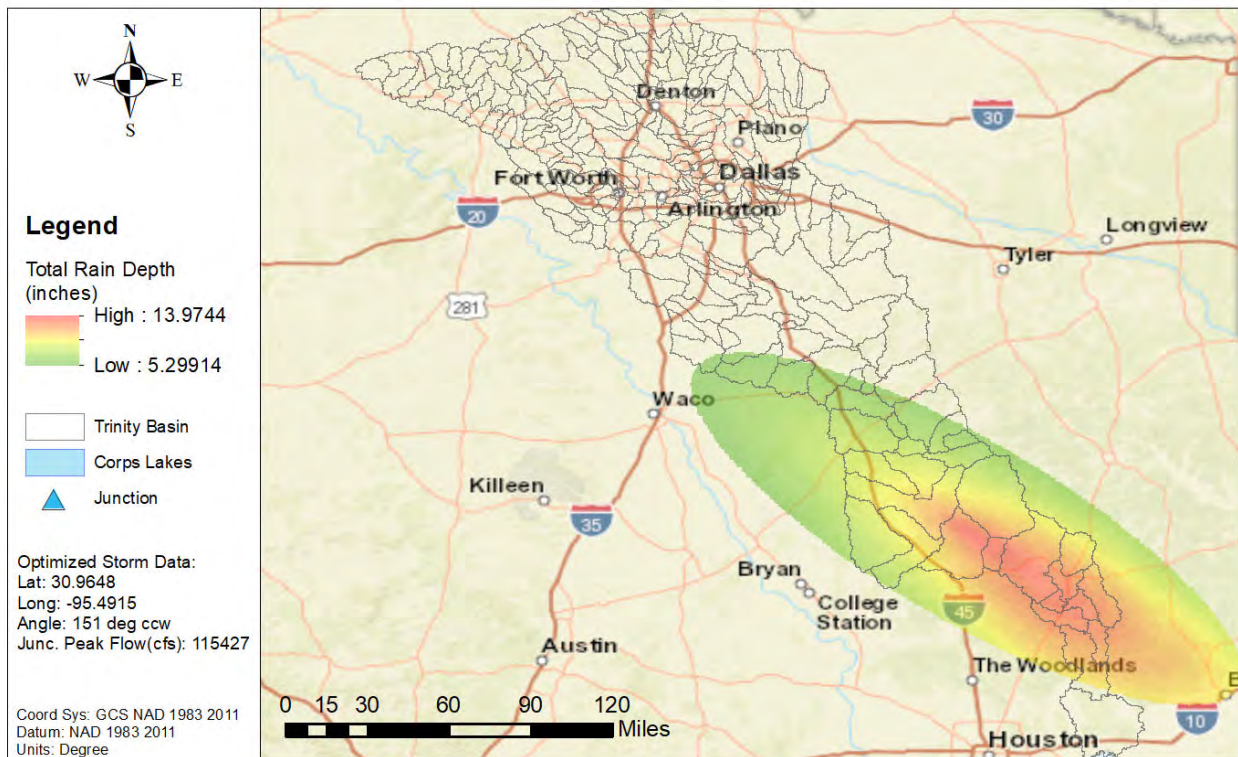 N
W E
S
Legend
Total Rain Depth
(inches)
High : 13.9744
Low : 5.29914
Trinity Basin
Corps Lakes
Junction
Optimized Storm Data:
Lat: 30.9648
Long: -95.4915
Angle: 151 deg ccw
Junc. Peak Flow(cfs): 115427
Coord Sys: GCS NAD 1983 2011
Datum: NAD 1983 2011
Units: Degree
Denton
30
Plano
Dallas
Fort Worth
20
Arlington
Longview
Tyler
281
Waco
Killeen
35
Bryan
College
Station
45
Austin
The Woodlands
B
10
Houston
0 15 30 60 90 120
Miles